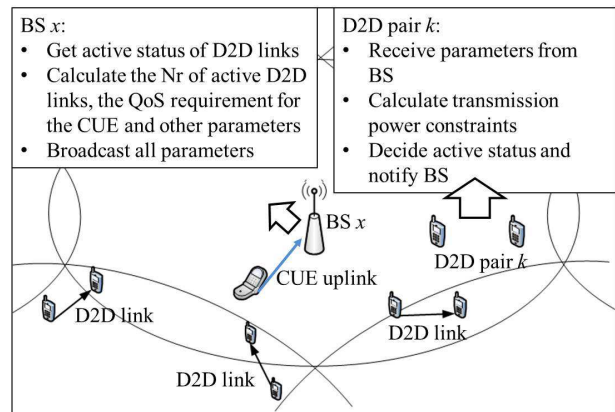 BS x:
• Get active status of D2D links
• Calculate the Nr of active D2D
links, the QoS requirement for
the CUE and other parameters
• Broadcast all parameters
D2D pair k:
• Receive parameters from
BS
• Calculate transmission
power constraints
• Decide active status and
notify BS
BS x
D2D pair k
CUE uplink
D2D link
D2D link
D2D link